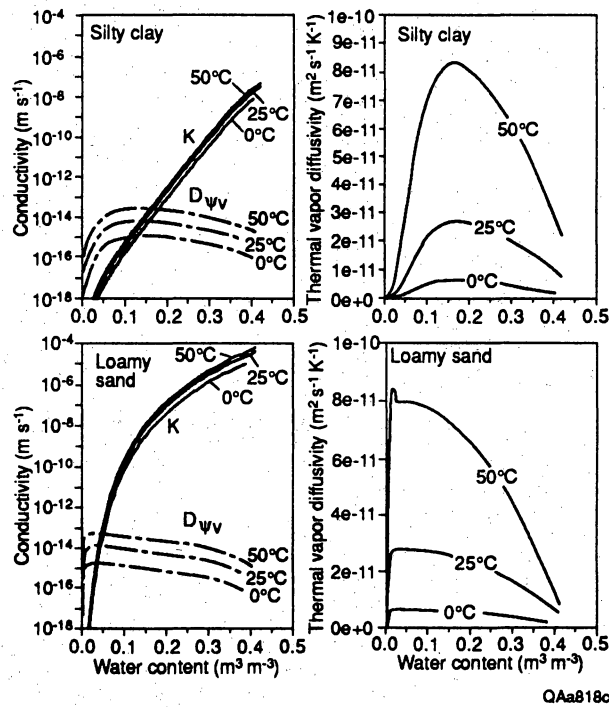 Silty clay
Conductivity (m s-1)
10-4
10-6
10-8
10-10
10-12
10-14
10-16
10-18
50°C
25°C
0°C
K
DΨv
50°C
25°C
0°C
0.0 0.1 0.2 0.3 0.4 0.5
Silty clay
Thermal vapor diffusivity (m2 s-1 K-1)
1e-10
9e-11
8e-11
7e-11
6e-11
5e-11
4e-11
3e-11
2e-11
1e-11
0e+0
50°C
25°C
0°C
0.0 0.1 0.2 0.3 0.4 0.5
Loamy
sand
Conductivity (m s-1)
10-4
10-6
10-8
10-10
10-12
10-14
10-16
10-18
50°C
25°C
0°C
K
DΨv
50°C
25°C
0°C
0.0 0.1 0.2 0.3 0.4 0.5
Water content (m3 m-3)
Loamy sand
Thermal vapor diffusivity (m2 s-1 K-1)
1e-10
8e-11
6e-11
4e-11
2e-11
0e+0
50°C
25°C
0°C
0.0 0.1 0.2 0.3 0.4 0.5
Water content (m3 m-3)
QAa818c